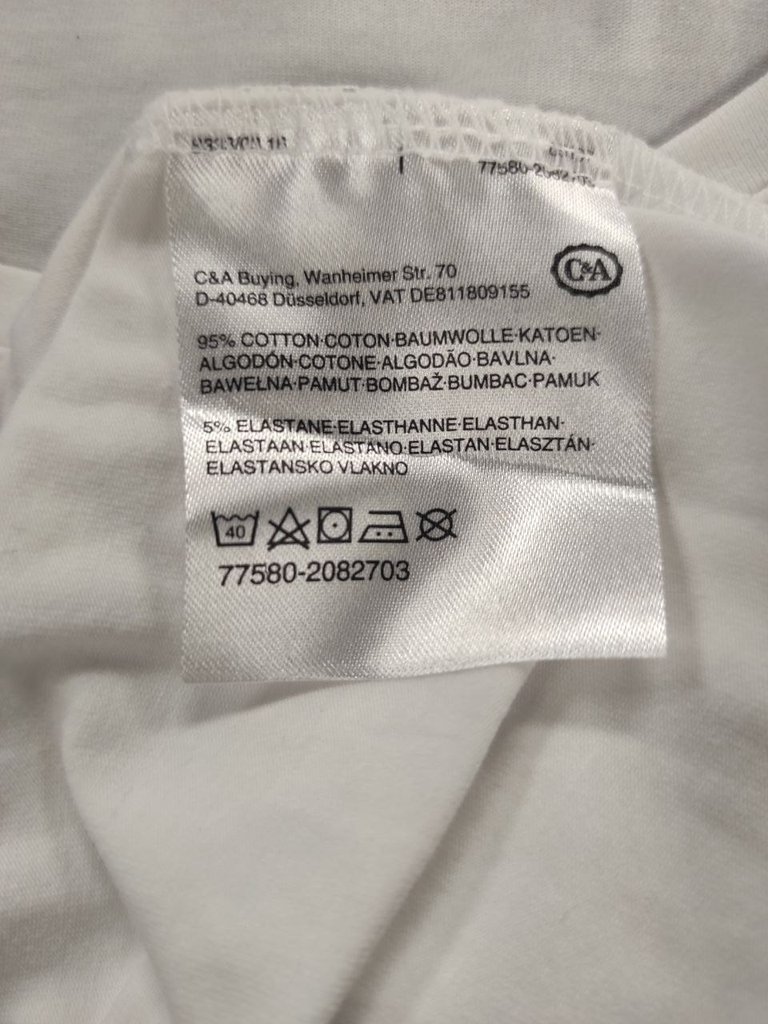 C&A
C&A Buying, Wanheimer Str. 70
D-40468 Düsseldorf, VAT DE811809155
95% COTTON·COTON·BAUMWOLLE·KATOEN·
ALGODÓN·COTONE·ALGODÃO·BAVLNA·
BAWEŁNA·PAMUT·BOMBAŽ·BUMBAC·PAMUK
5% ELASTANE·ELASTHANNE·ELASTHAN·
ELASTAAN·ELASTANO·ELASTAN·ELASZTÁN·
ELASTANSKO VLAKNO
40
77580-2082703